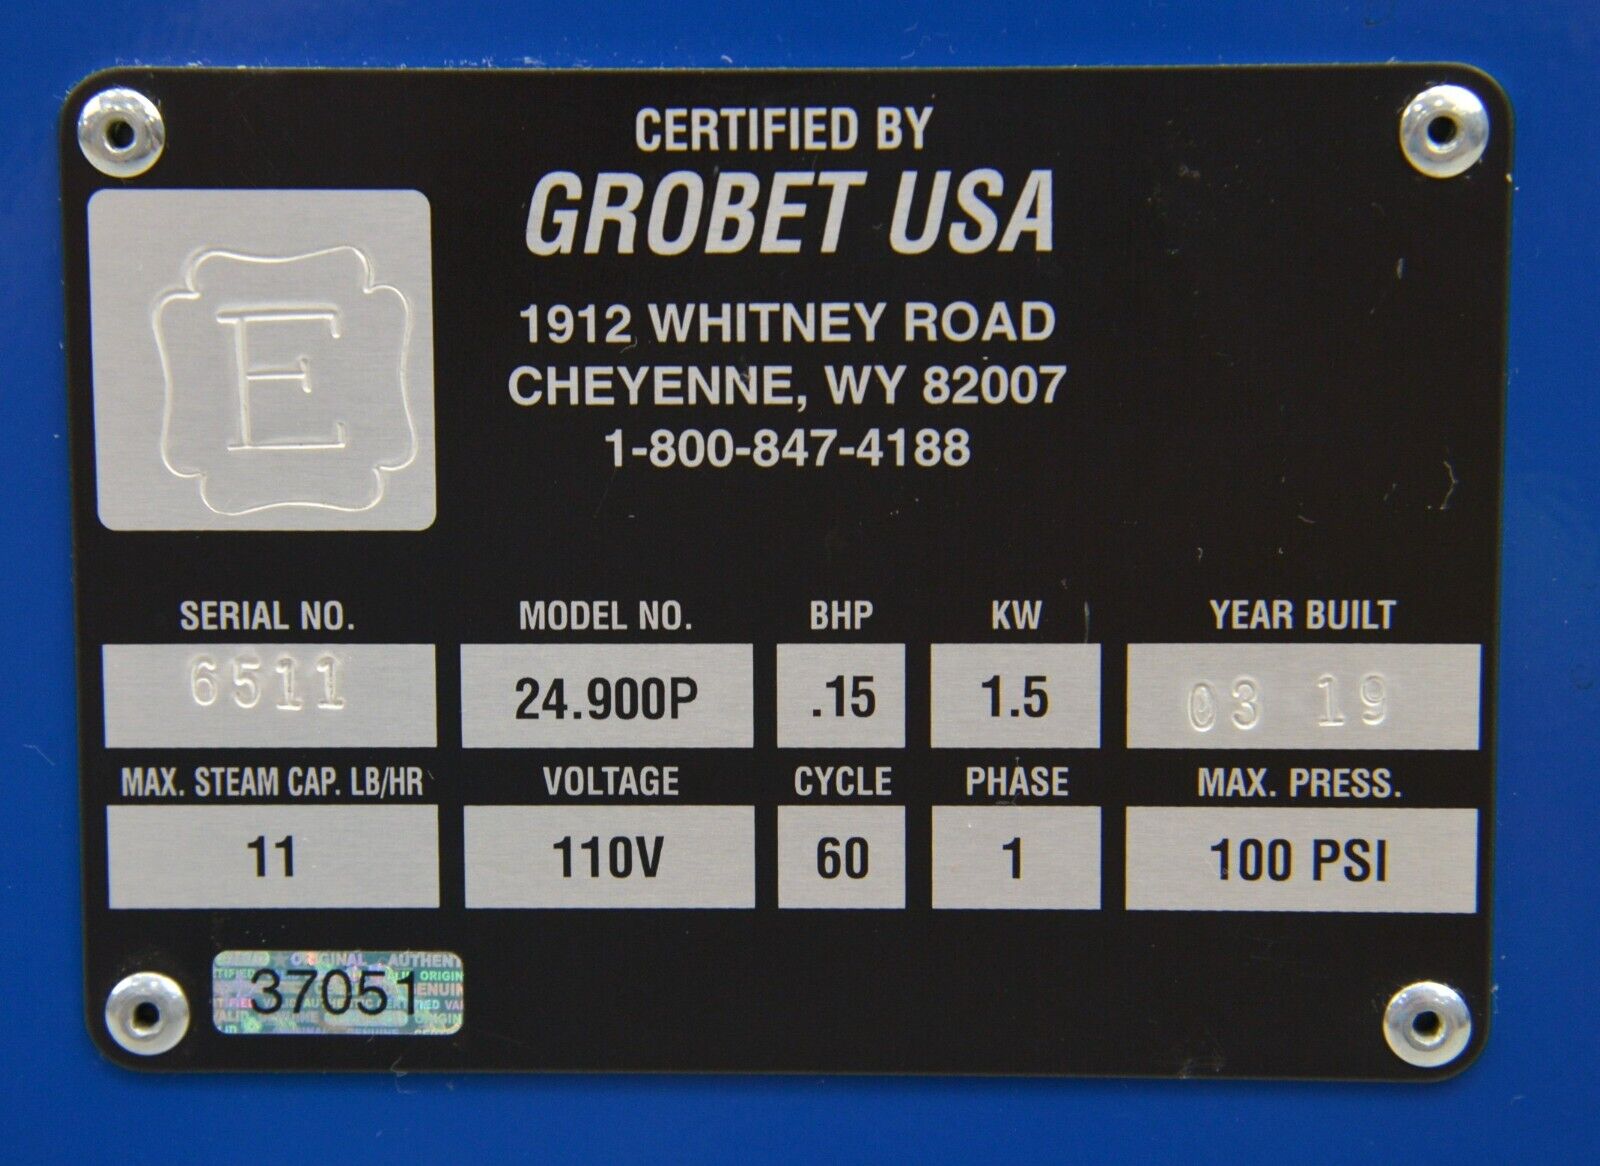 CERTIFIED BY
GROBET USA
1912 WHITNEY ROAD
CHEYENNE, WY 82007
1-800-847-4188
E
SERIAL NO. MODEL NO. BHP KW YEAR BUILT
6511 24.900P .15 1.5 03 19
MAX. STEAM CAP. LB/HR VOLTAGE CYCLE PHASE MAX. PRESS.
11 110V 60 1 100 PSI
37051